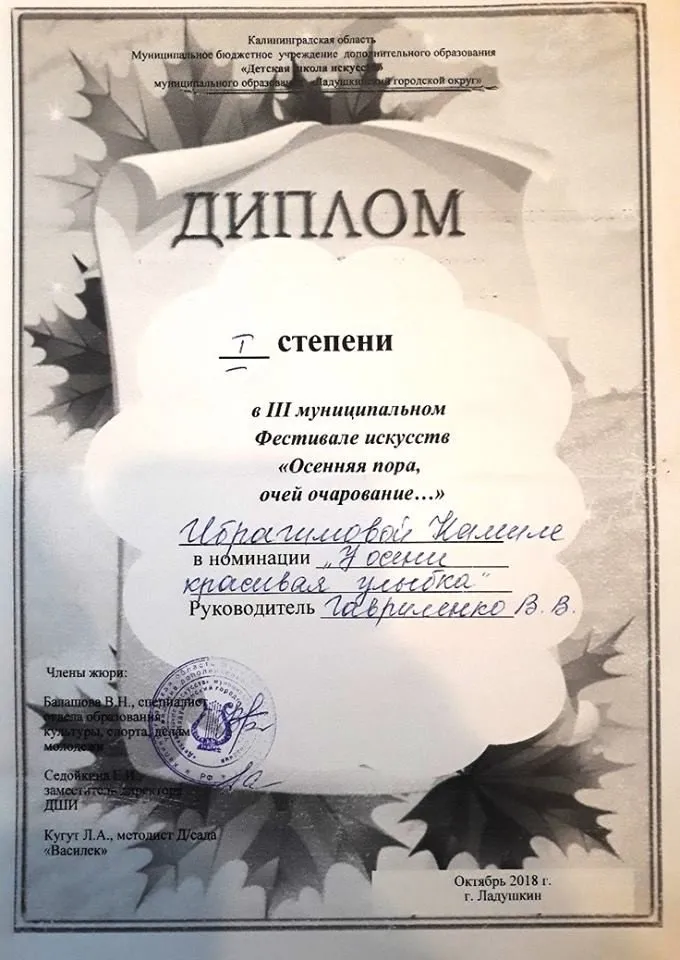 Калининградская область
Муниципальное бюджетное учреждение дополнительного образования
«Детская школа искусств»
муниципального образования «Ладушкинский городской округ»
ДИПЛОМ
I степени
в III муниципальном
Фестивале искусств
«Осенняя пора,
очей очарование…»
Ибрагимовой Камиле
в номинации „У осени
красивая улыбка"
Руководитель Гавриленко В.В.
Члены жюри:
Балашова В.Н., специалист
отдела образования,
культуры, спорта, делам
молодежи
Седойкена Е.И.,
заместитель директора
ДШИ
Кугут Л.А., методист Д/сада
«Василек»
Октябрь 2018 г.
г. Ладушкин